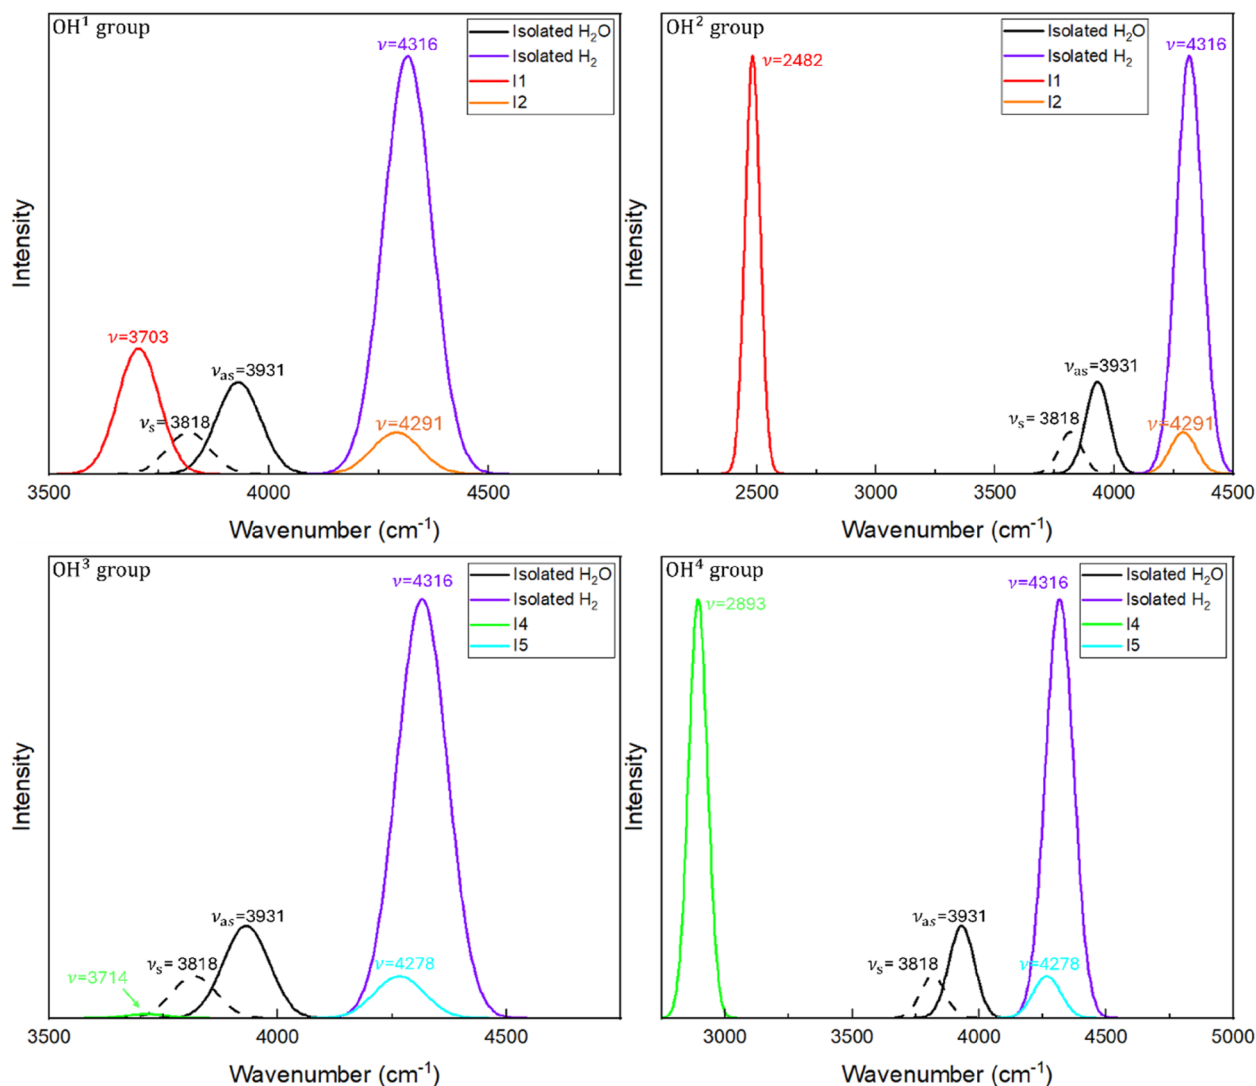 OH¹ group
ν=4316
Isolated H₂O
Isolated H₂
I1
I2
ν=3703
νas=3931
νs= 3818
ν=4291
Intensity
3500
4000
4500
Wavenumber (cm⁻¹)
OH² group
ν=2482
ν=4316
Isolated H₂O
Isolated H₂
I1
I2
νas=3931
νs= 3818
ν=4291
Intensity
2500
3000
3500
4000
4500
Wavenumber (cm⁻¹)
OH³ group
ν=4316
Isolated H₂O
Isolated H₂
I4
I5
νas=3931
νs= 3818
ν=3714
ν=4278
Intensity
3500
4000
4500
Wavenumber (cm⁻¹)
OH⁴ group
ν=2893
ν=4316
Isolated H₂O
Isolated H₂
I4
I5
νas=3931
νs= 3818
ν=4278
Intensity
3000
3500
4000
4500
5000
Wavenumber (cm⁻¹)